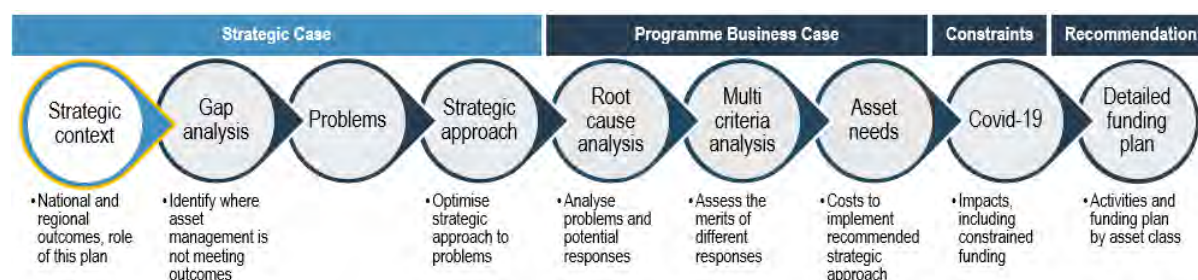 Strategic Case
Programme Business Case
Constraints
Recommendation
Strategic
context
Gap
analysis
Problems
Strategic
approach
Root
cause
analysis
Multi
criteria
analysis
Asset
needs
Covid-19
Detailed
funding
plan
•National and
regional
outcomes, role
of this plan
•Identify where
asset
management is
not meeting
outcomes
•Optimise
strategic
approach to
problems
•Analyse
problems and
potential
responses
•Assess the
merits of
different
responses
•Costs to
implement
recommended
strategic
approach
•Impacts,
including
constrained
funding
•Activities and
funding plan
by asset class